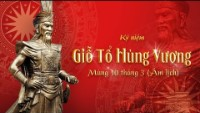 Kỷ niệm
Giỗ Tổ Hùng Vương
Mùng 10 tháng 3 (Âm lịch)